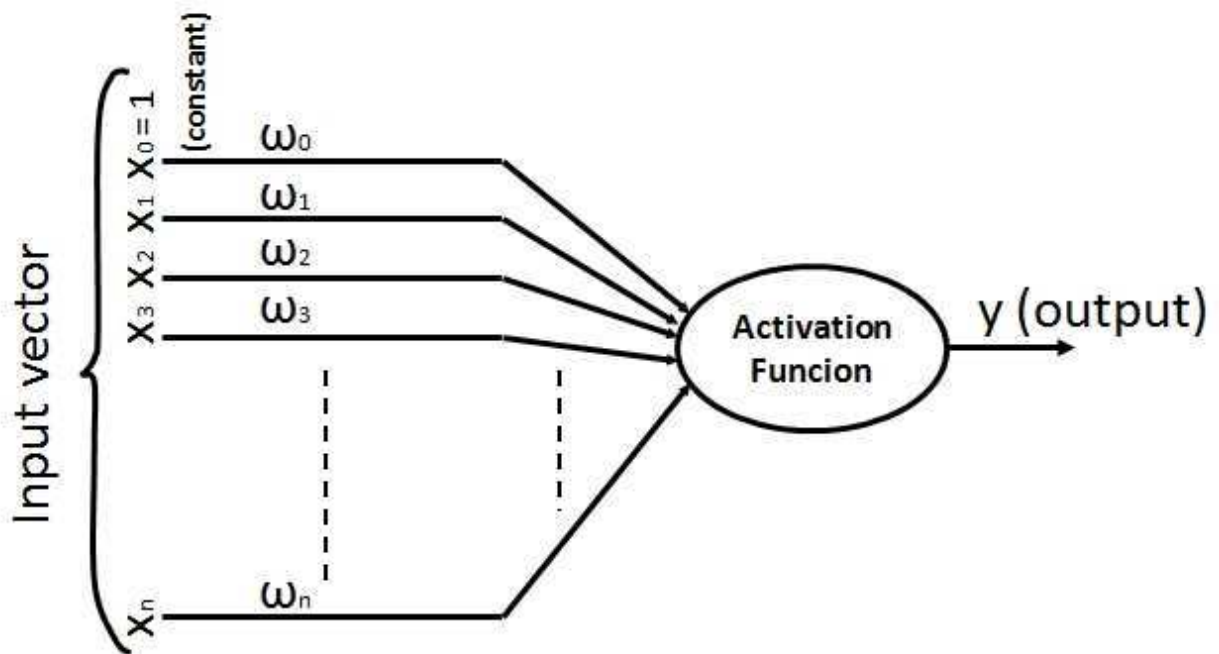 Input vector
x₀ = 1
(constant)
x₁
x₂
x₃
xₙ
ω₀
ω₁
ω₂
ω₃
ωₙ
Activation
Funcion
y (output)